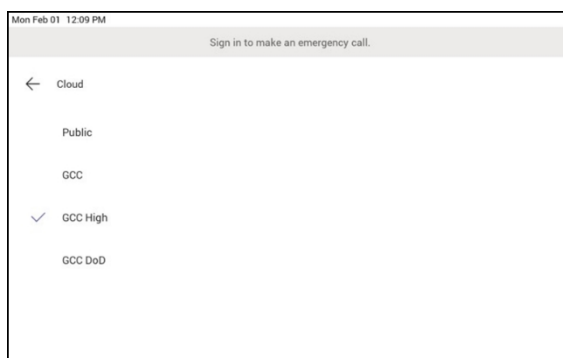 Mon Feb 01 12:09 PM
Sign in to make an emergency call.
Cloud
Public
GCC
GCC High
GCC DoD